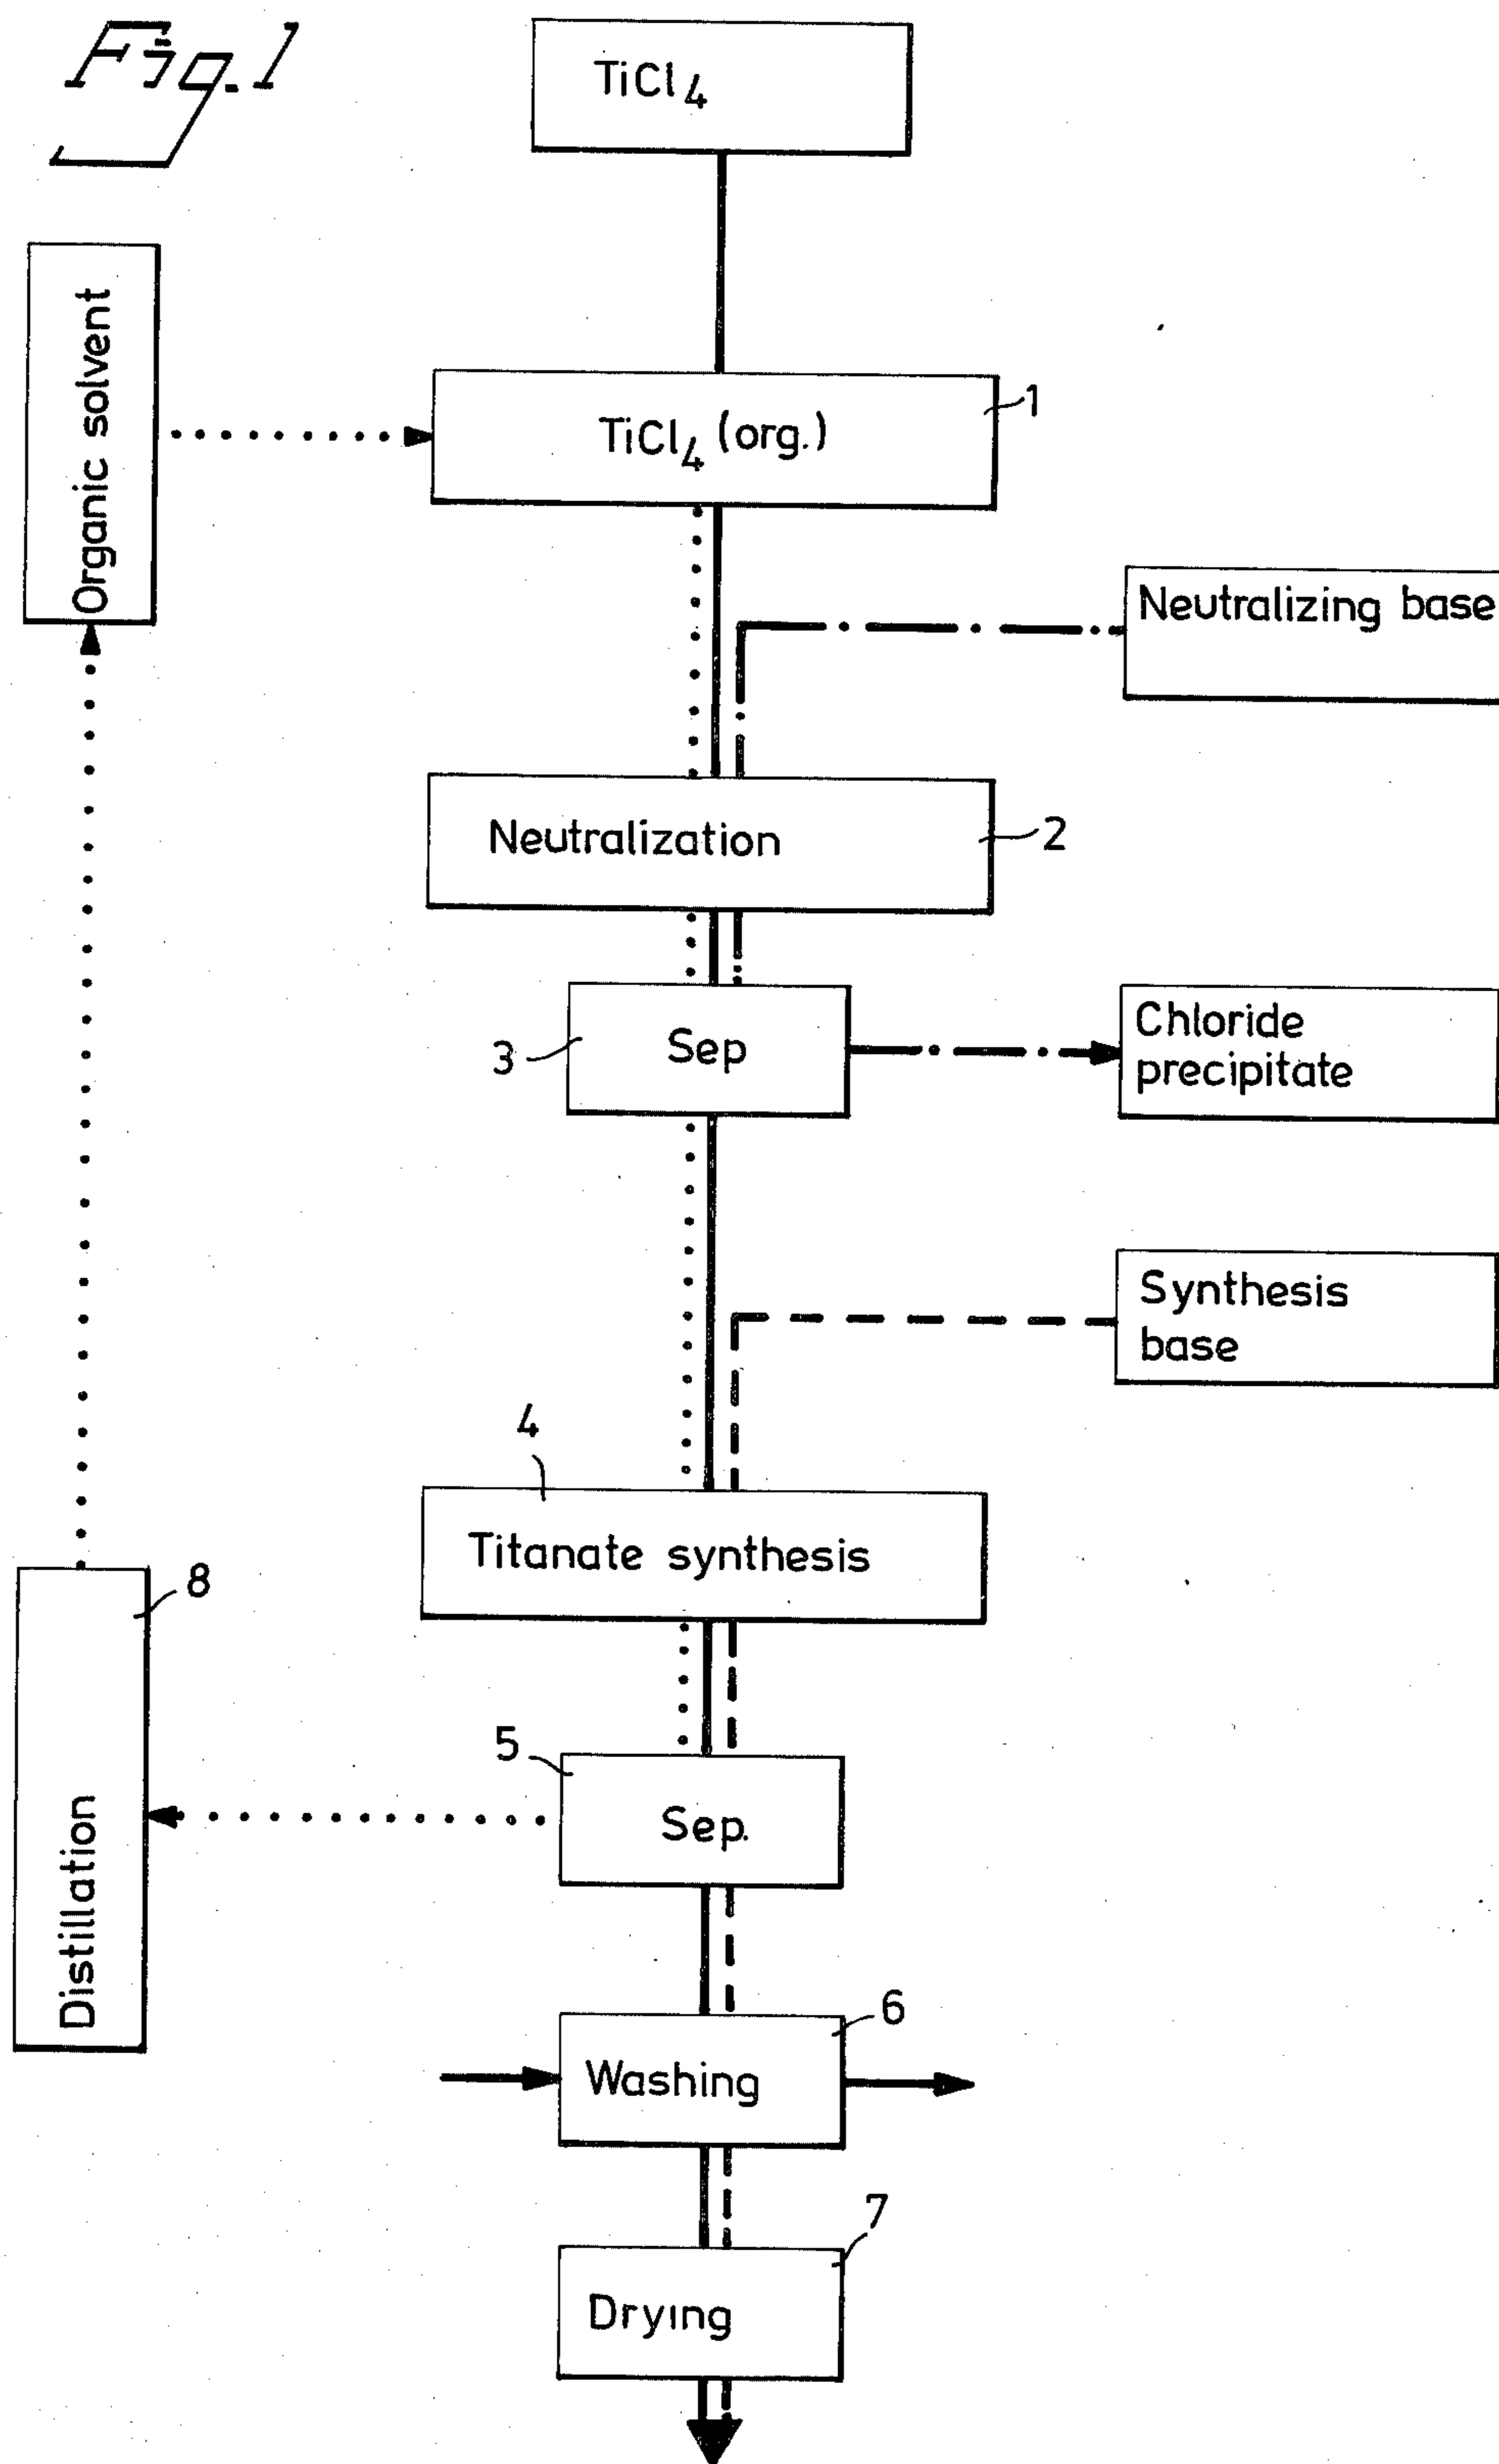 Fig.1
TiCl4
Organic solvent
TiCl4 (org.)
1
Neutralizing base
Neutralization
2
3
Sep
Chloride
precipitate
Synthesis
base
4
Titanate synthesis
8
Distillation
5
Sep.
6
Washing
7
Drying